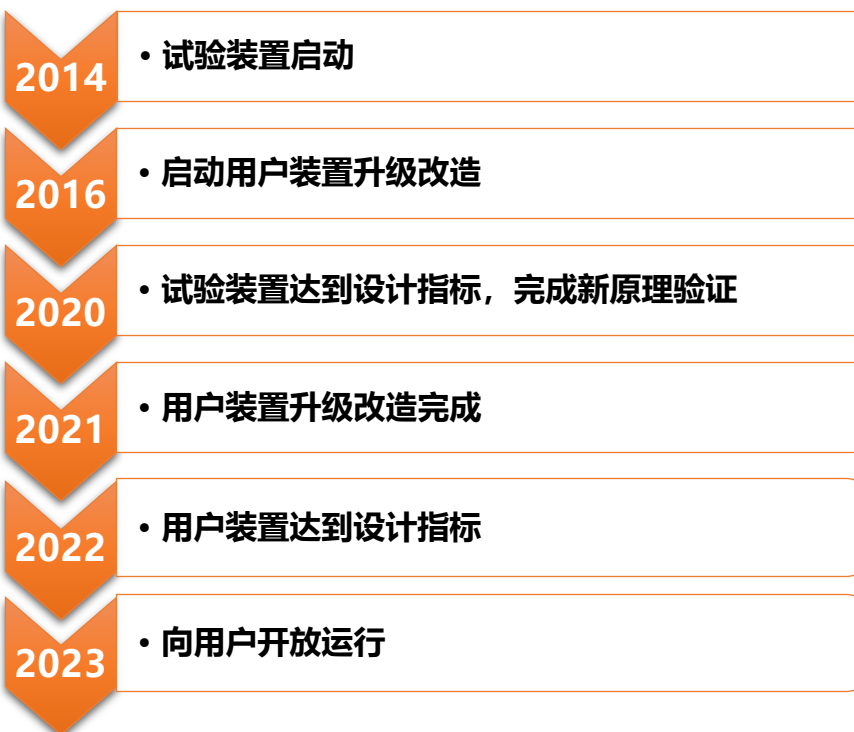 2014
• 试验装置启动
2016
• 启动用户装置升级改造
2020
• 试验装置达到设计指标，完成新原理验证
2021
• 用户装置升级改造完成
2022
• 用户装置达到设计指标
2023
• 向用户开放运行